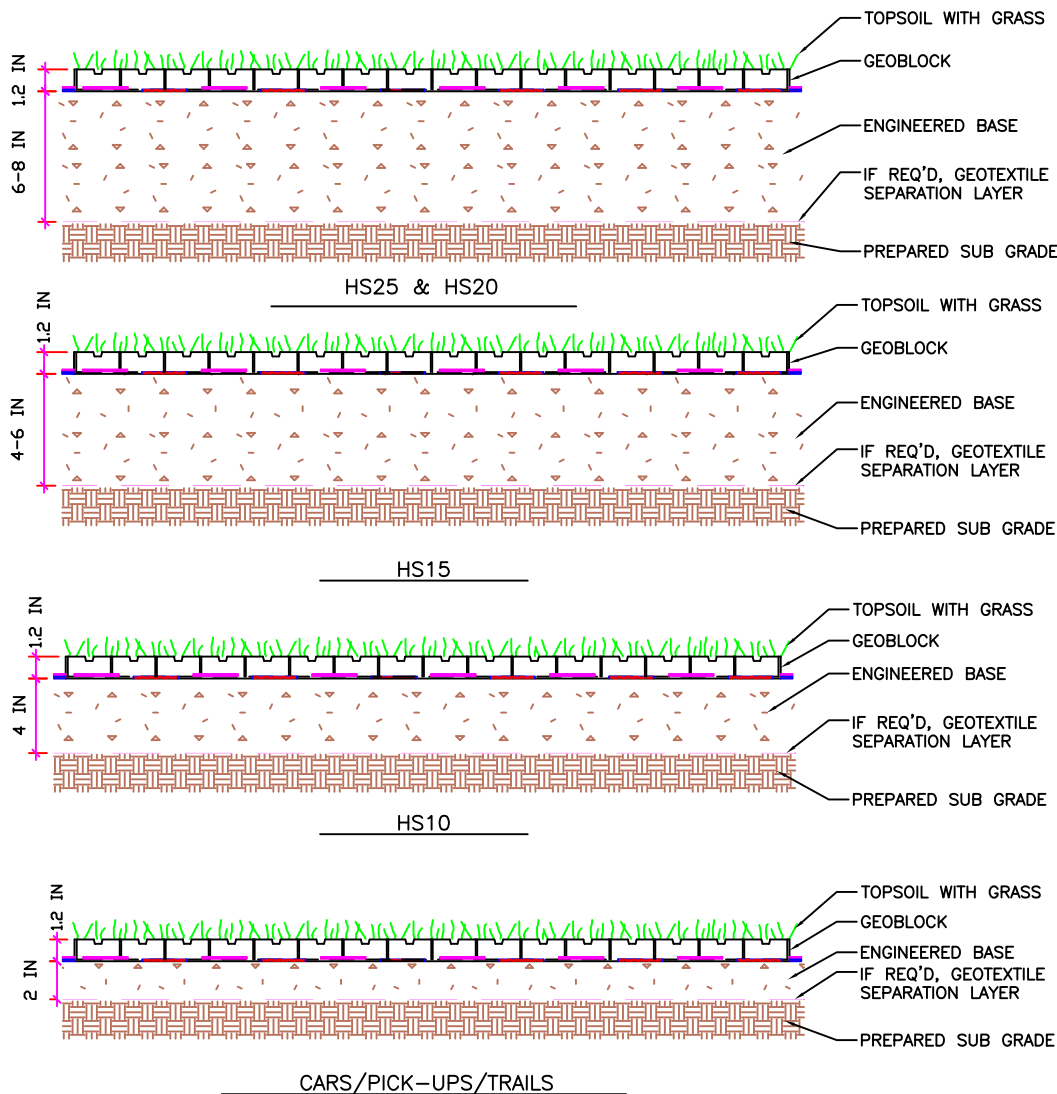 TOPSOIL WITH GRASS
GEOBLOCK
1.2 IN
6-8 IN
ENGINEERED BASE
IF REQ'D, GEOTEXTILE
SEPARATION LAYER
PREPARED SUB GRADE
HS25 & HS20
TOPSOIL WITH GRASS
1.2 IN
GEOBLOCK
4-6 IN
ENGINEERED BASE
IF REQ'D, GEOTEXTILE
SEPARATION LAYER
PREPARED SUB GRADE
HS15
TOPSOIL WITH GRASS
1.2 IN
GEOBLOCK
ENGINEERED BASE
4 IN
IF REQ'D, GEOTEXTILE
SEPARATION LAYER
PREPARED SUB GRADE
HS10
TOPSOIL WITH GRASS
1.2 IN
GEOBLOCK
ENGINEERED BASE
2 IN
IF REQ'D, GEOTEXTILE
SEPARATION LAYER
PREPARED SUB GRADE
CARS/PICK-UPS/TRAILS